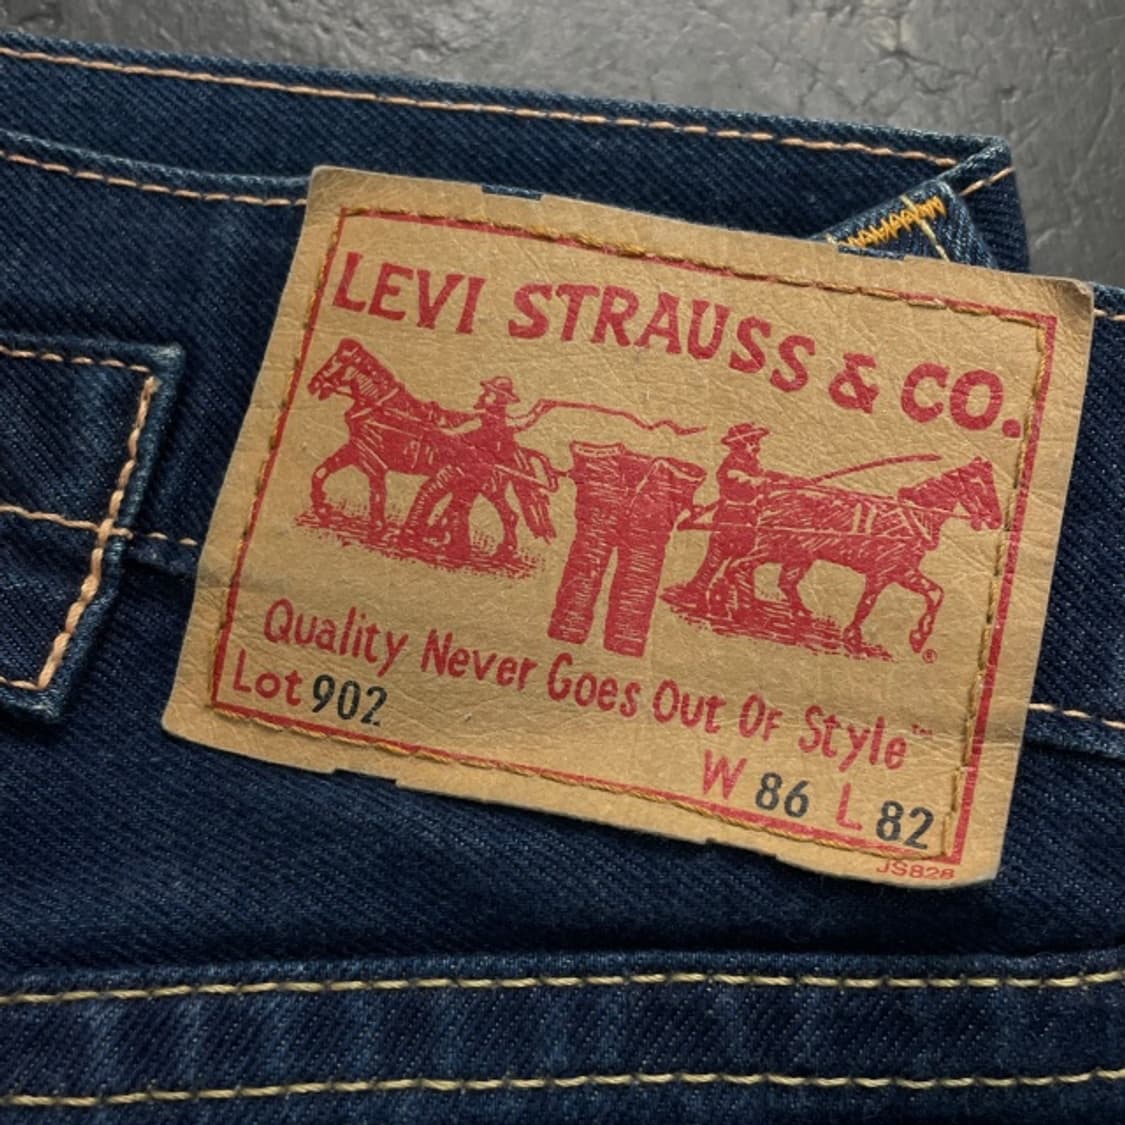 LEVI STRAUSS & CO.
®
Quality Never Goes Out Of Style™
Lot 902
W 86 L 82
JS828